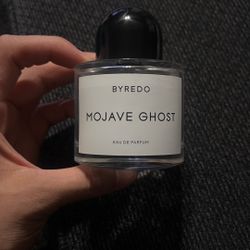 BYREDO
MOJAVE GHOST
EAU DE PARFUM